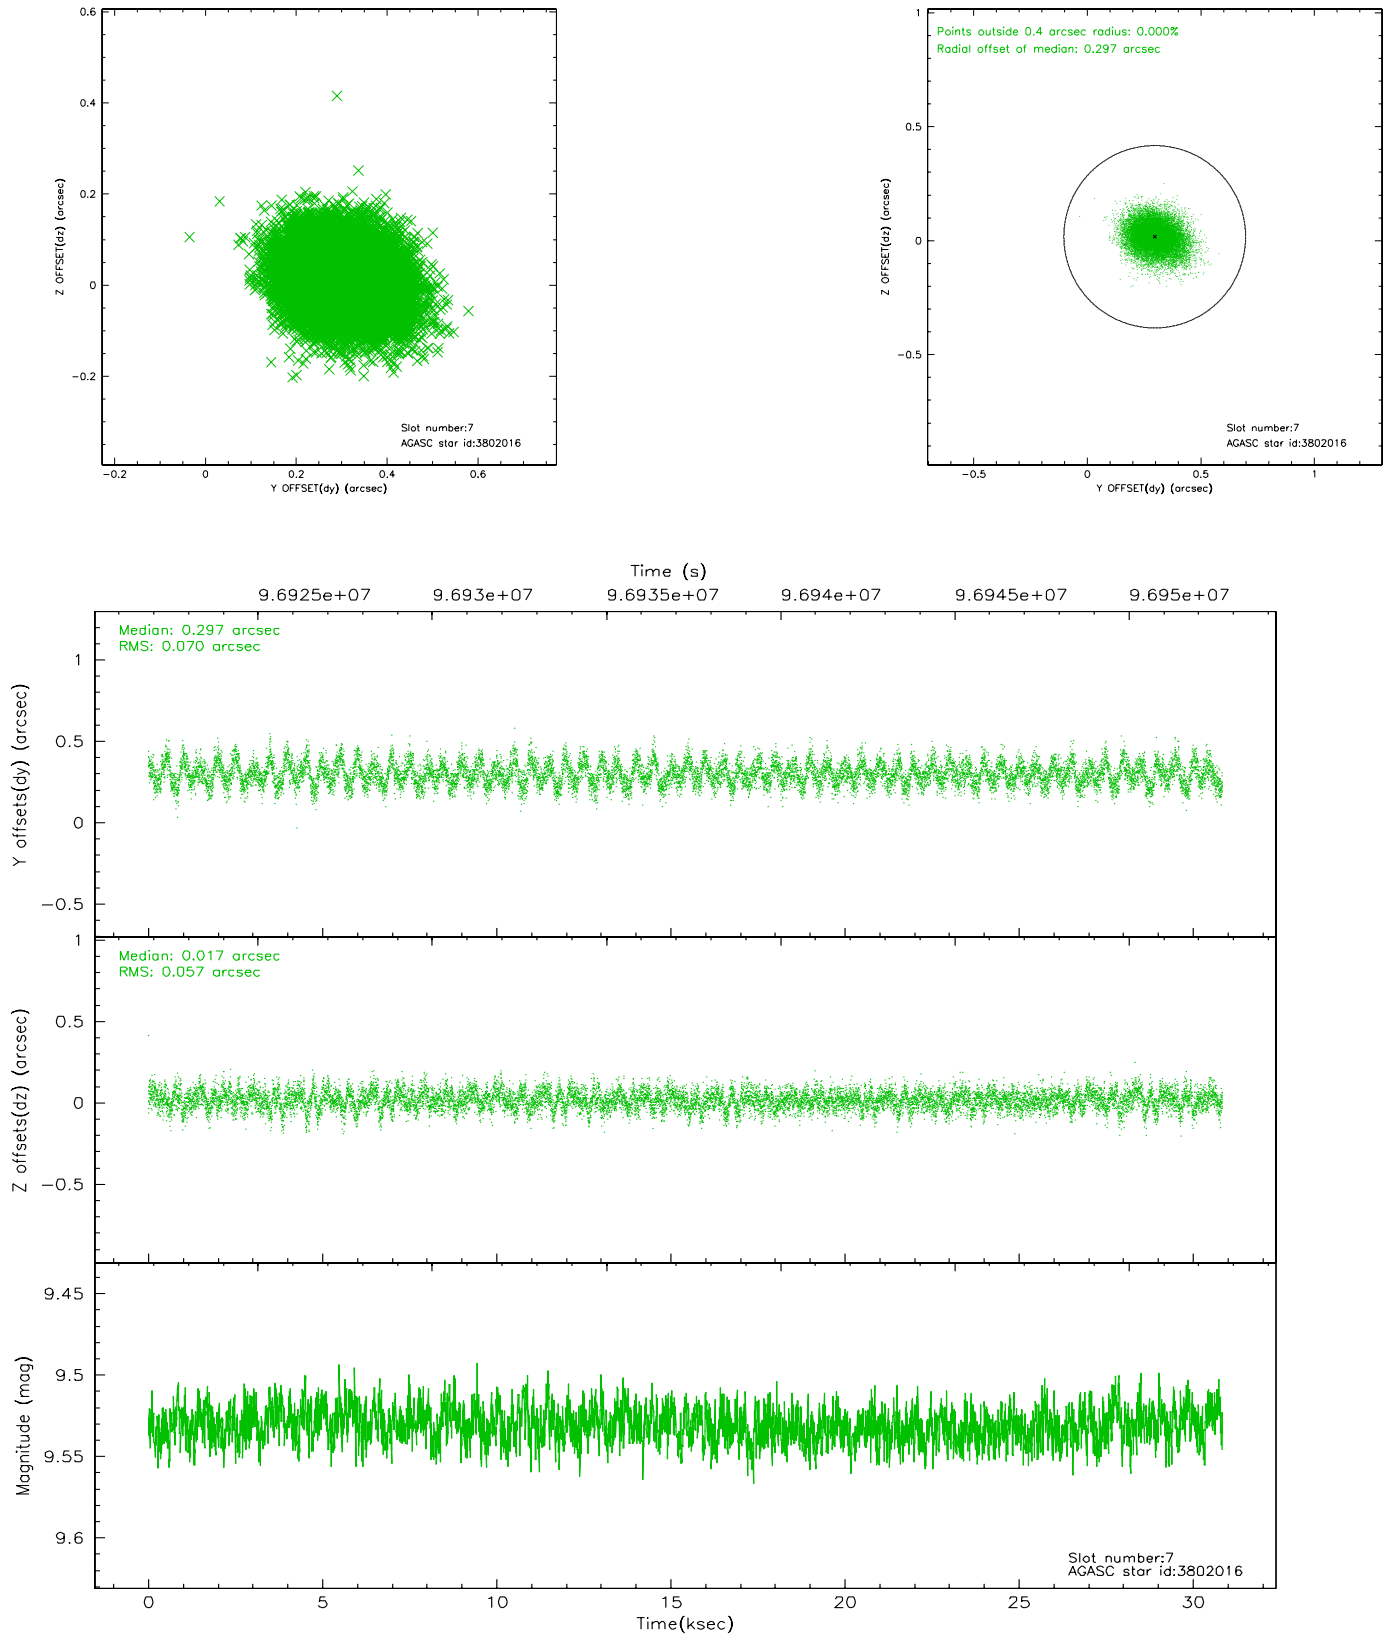 0.6
0.4
0.2
0
−0.2
Z OFFSET(dz) (arcsec)
Slot number:7
AGASC star id:3802016
−0.2 0 0.2 0.4 0.6
Y OFFSET(dy) (arcsec)
Points outside 0.4 arcsec radius: 0.000%
Radial offset of median: 0.297 arcsec
1
0.5
0
−0.5
Z OFFSET(dz) (arcsec)
Slot number:7
AGASC star id:3802016
−0.5 0 0.5 1
Y OFFSET(dy) (arcsec)
Time (s)
9.6925e+07 9.693e+07 9.6935e+07 9.694e+07 9.6945e+07 9.695e+07
Median: 0.297 arcsec
RMS: 0.070 arcsec
1
0.5
0
−0.5
Y offsets(dy) (arcsec)
Median: 0.017 arcsec
RMS: 0.057 arcsec
1
0.5
0
−0.5
Z offsets(dz) (arcsec)
9.45
9.5
9.55
9.6
Magnitude (mag)
Slot number:7
AGASC star id:3802016
0 5 10 15 20 25 30
Time(ksec)